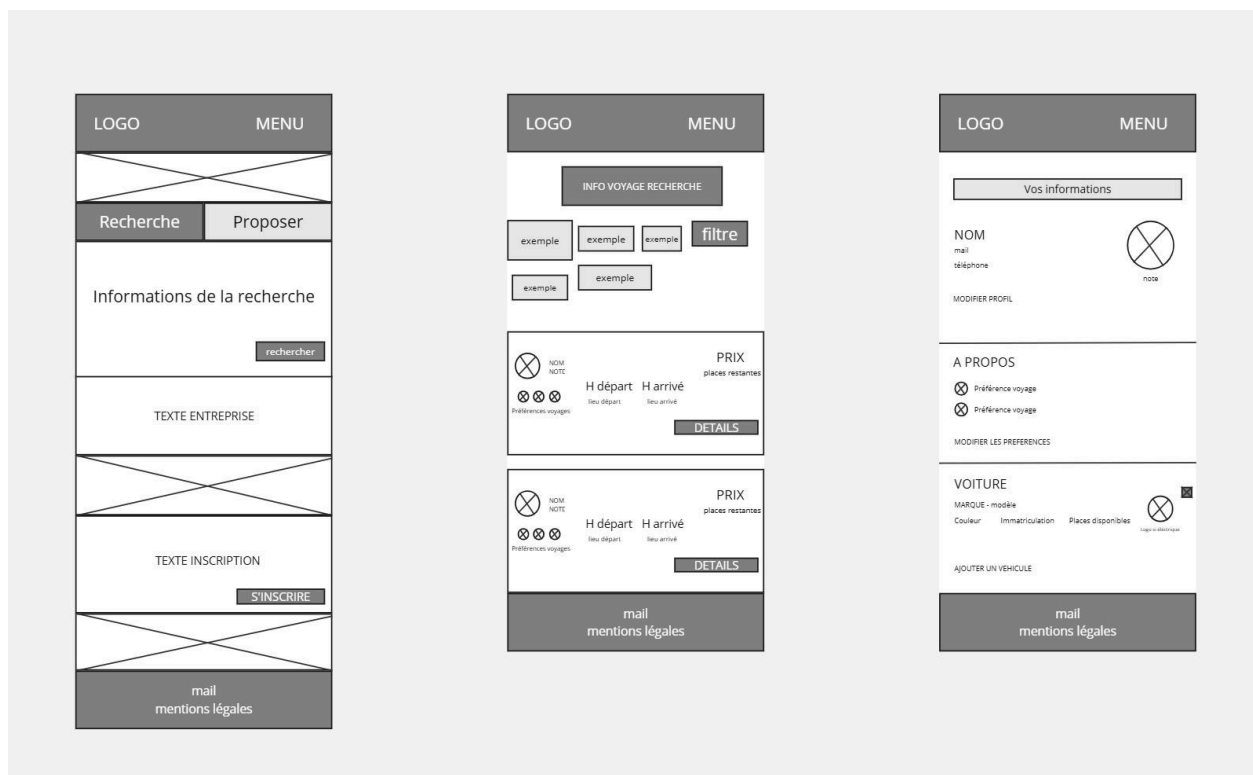 LOGO MENU
Recherche Proposer
Informations de la recherche
rechercher
TEXTE ENTREPRISE
TEXTE INSCRIPTION
S'INSCRIRE
mail
mentions légales
LOGO MENU
INFO VOYAGE RECHERCHE
exemple exemple exemple filtre
exemple exemple
NOM
NOTE
Préférences voyages
H départ H arrivé
lieu départ lieu arrivé
PRIX
places restantes
DETAILS
NOM
NOTE
Préférences voyages
H départ H arrivé
lieu départ lieu arrivé
PRIX
places restantes
DETAILS
mail
mentions légales
LOGO MENU
Vos informations
NOM
mail
téléphone
note
MODIFIER PROFIL
A PROPOS
Préférence voyage
Préférence voyage
MODIFIER LES PREFERENCES
VOITURE
MARQUE - modèle
Couleur Immatriculation Places disponibles
Logo si éléctrique
AJOUTER UN VEHICULE
mail
mentions légales